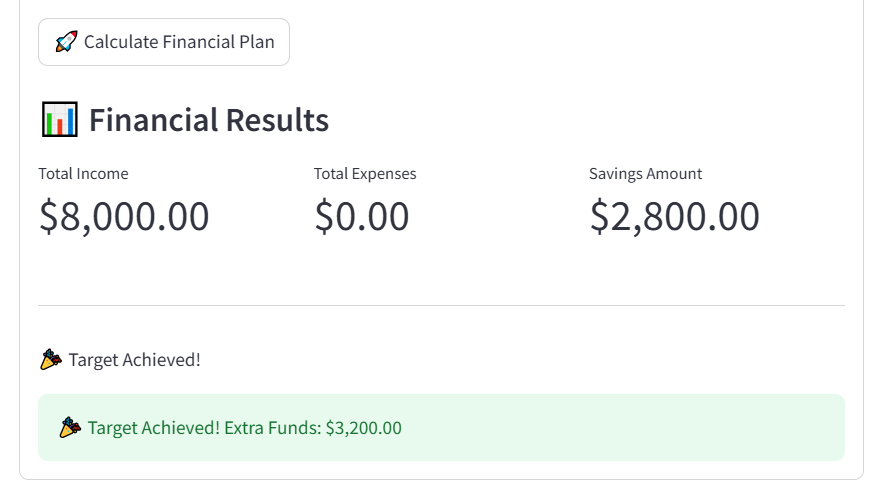 🚀 Calculate Financial Plan
📊 Financial Results
Total Income Total Expenses Savings Amount
$8,000.00 $0.00 $2,800.00
🎉 Target Achieved!
🎉 Target Achieved! Extra Funds: $3,200.00